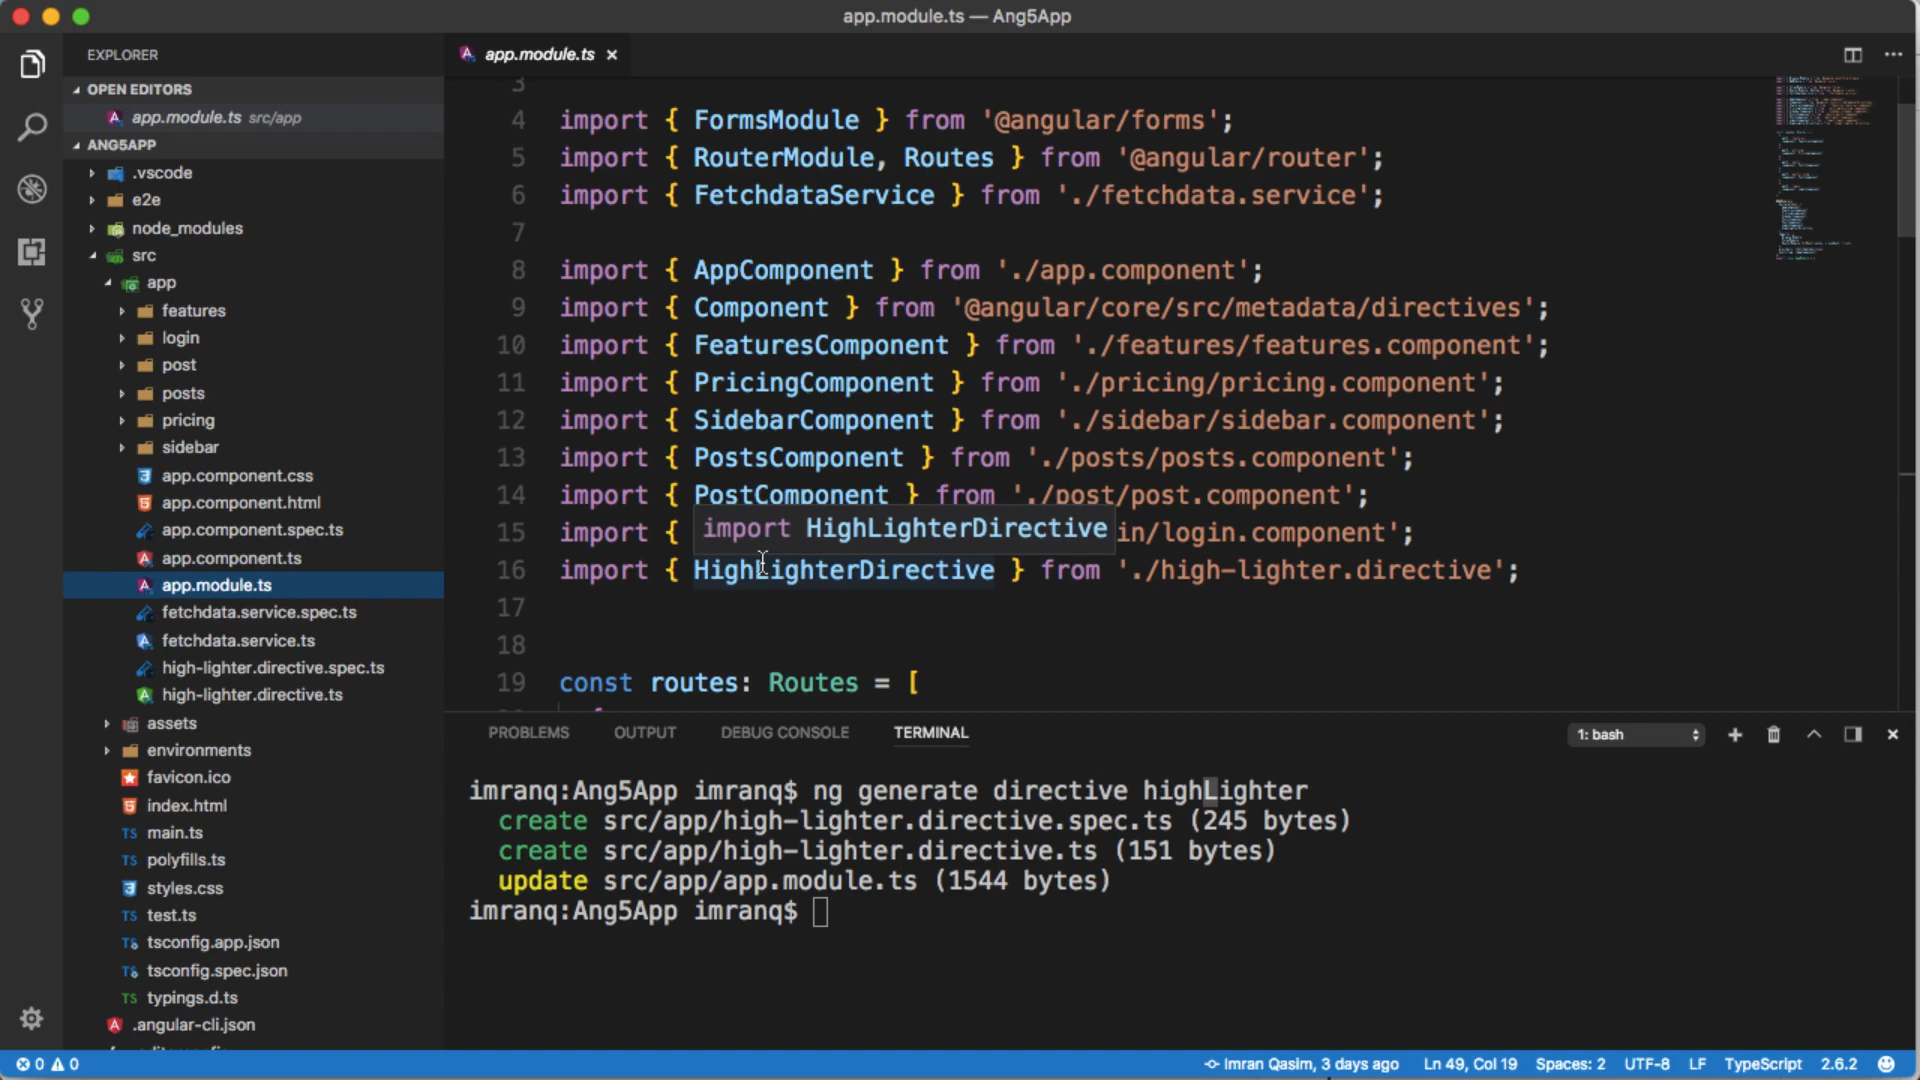 app.module.ts — Ang5App
EXPLORER
OPEN EDITORS
app.module.ts src/app
ANG5APP
.vscode
e2e
node_modules
src
app
features
login
post
posts
pricing
sidebar
app.component.css
app.component.html
app.component.spec.ts
app.component.ts
app.module.ts
fetchdata.service.spec.ts
fetchdata.service.ts
high-lighter.directive.spec.ts
high-lighter.directive.ts
assets
environments
favicon.ico
index.html
main.ts
polyfills.ts
styles.css
test.ts
tsconfig.app.json
tsconfig.spec.json
typings.d.ts
.angular-cli.json
app.module.ts
3
4 import { FormsModule } from '@angular/forms';
5 import { RouterModule, Routes } from '@angular/router';
6 import { FetchdataService } from './fetchdata.service';
7
8 import { AppComponent } from './app.component';
9 import { Component } from '@angular/core/src/metadata/directives';
10 import { FeaturesComponent } from './features/features.component';
11 import { PricingComponent } from './pricing/pricing.component';
12 import { SidebarComponent } from './sidebar/sidebar.component';
13 import { PostsComponent } from './posts/posts.component';
14 import { PostComponent } from './post/post.component';
import HighLighterDirective
15 import { in/login.component';
16 import { HighLighterDirective } from './high-lighter.directive';
17
18
19 const routes: Routes = [
PROBLEMS OUTPUT DEBUG CONSOLE TERMINAL
1: bash
imranq:Ang5App imranq$ ng generate directive highLighter
create src/app/high-lighter.directive.spec.ts (245 bytes)
create src/app/high-lighter.directive.ts (151 bytes)
update src/app/app.module.ts (1544 bytes)
imranq:Ang5App imranq$
0 0 Imran Qasim, 3 days ago Ln 49, Col 19 Spaces: 2 UTF-8 LF TypeScript 2.6.2